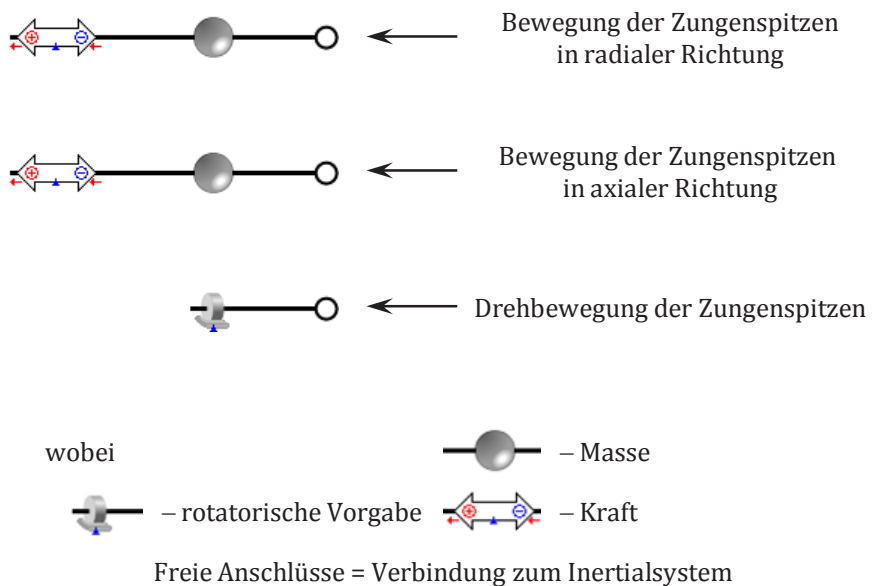 Bewegung der Zungenspitzen
in radialer Richtung
Bewegung der Zungenspitzen
in axialer Richtung
Drehbewegung der Zungenspitzen
wobei
– Masse
– rotatorische Vorgabe
– Kraft
Freie Anschlüsse = Verbindung zum Inertialsystem